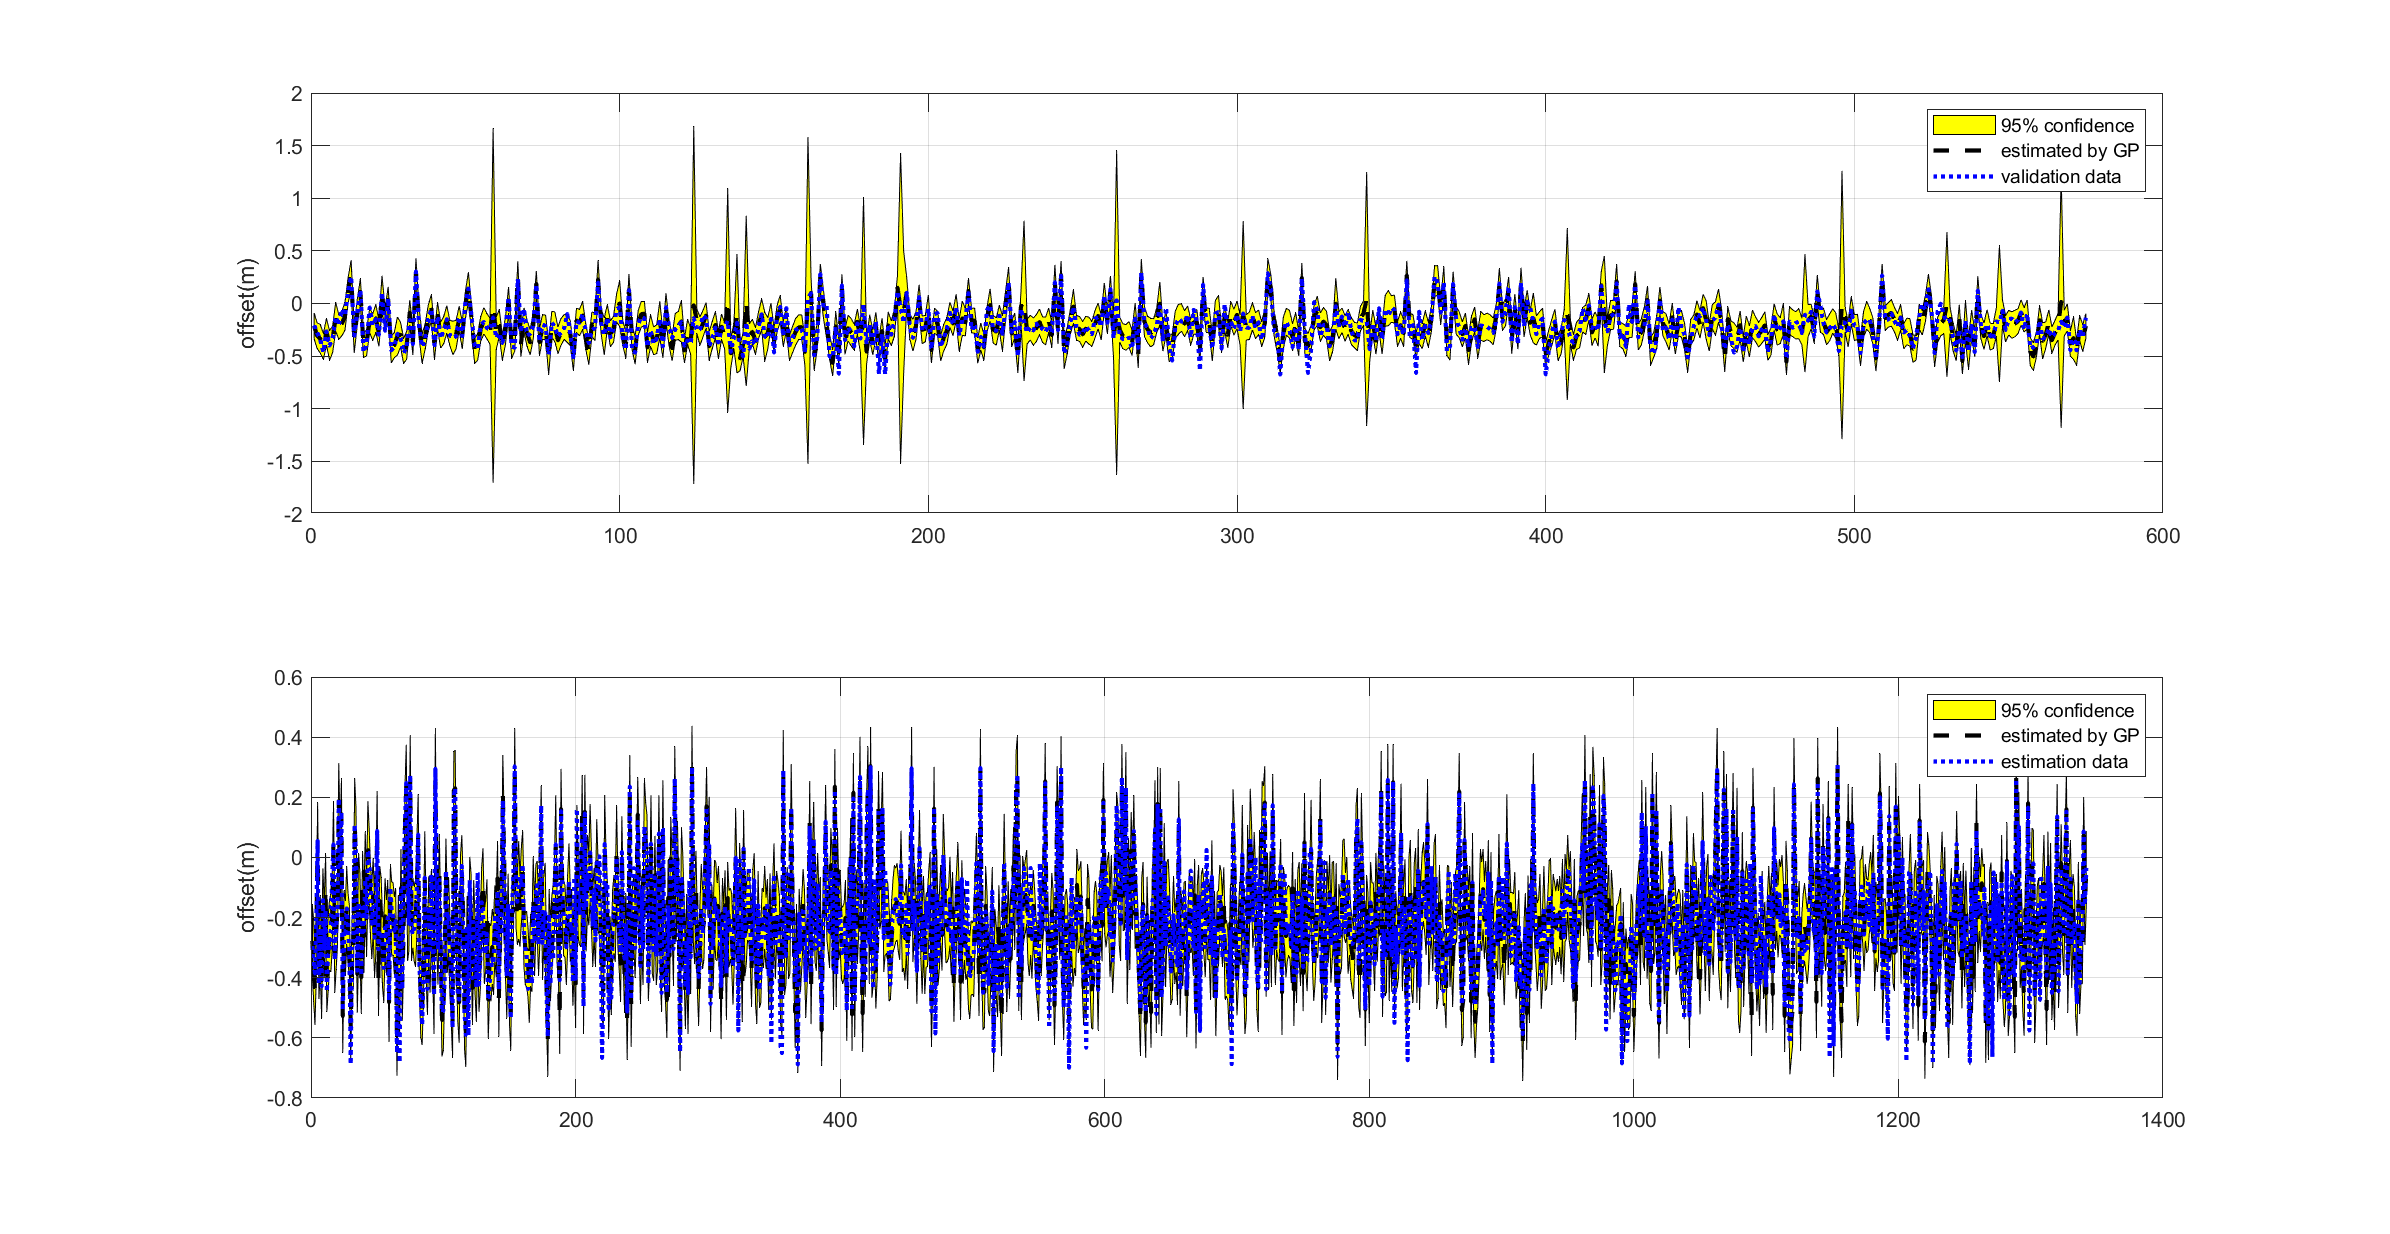 2
1.5
1
0.5
0
-0.5
-1
-1.5
-2
offset(m)
0 100 200 300 400 500 600
95% confidence
estimated by GP
validation data
0.6
0.4
0.2
0
-0.2
-0.4
-0.6
-0.8
offset(m)
0 200 400 600 800 1000 1200 1400
95% confidence
estimated by GP
estimation data